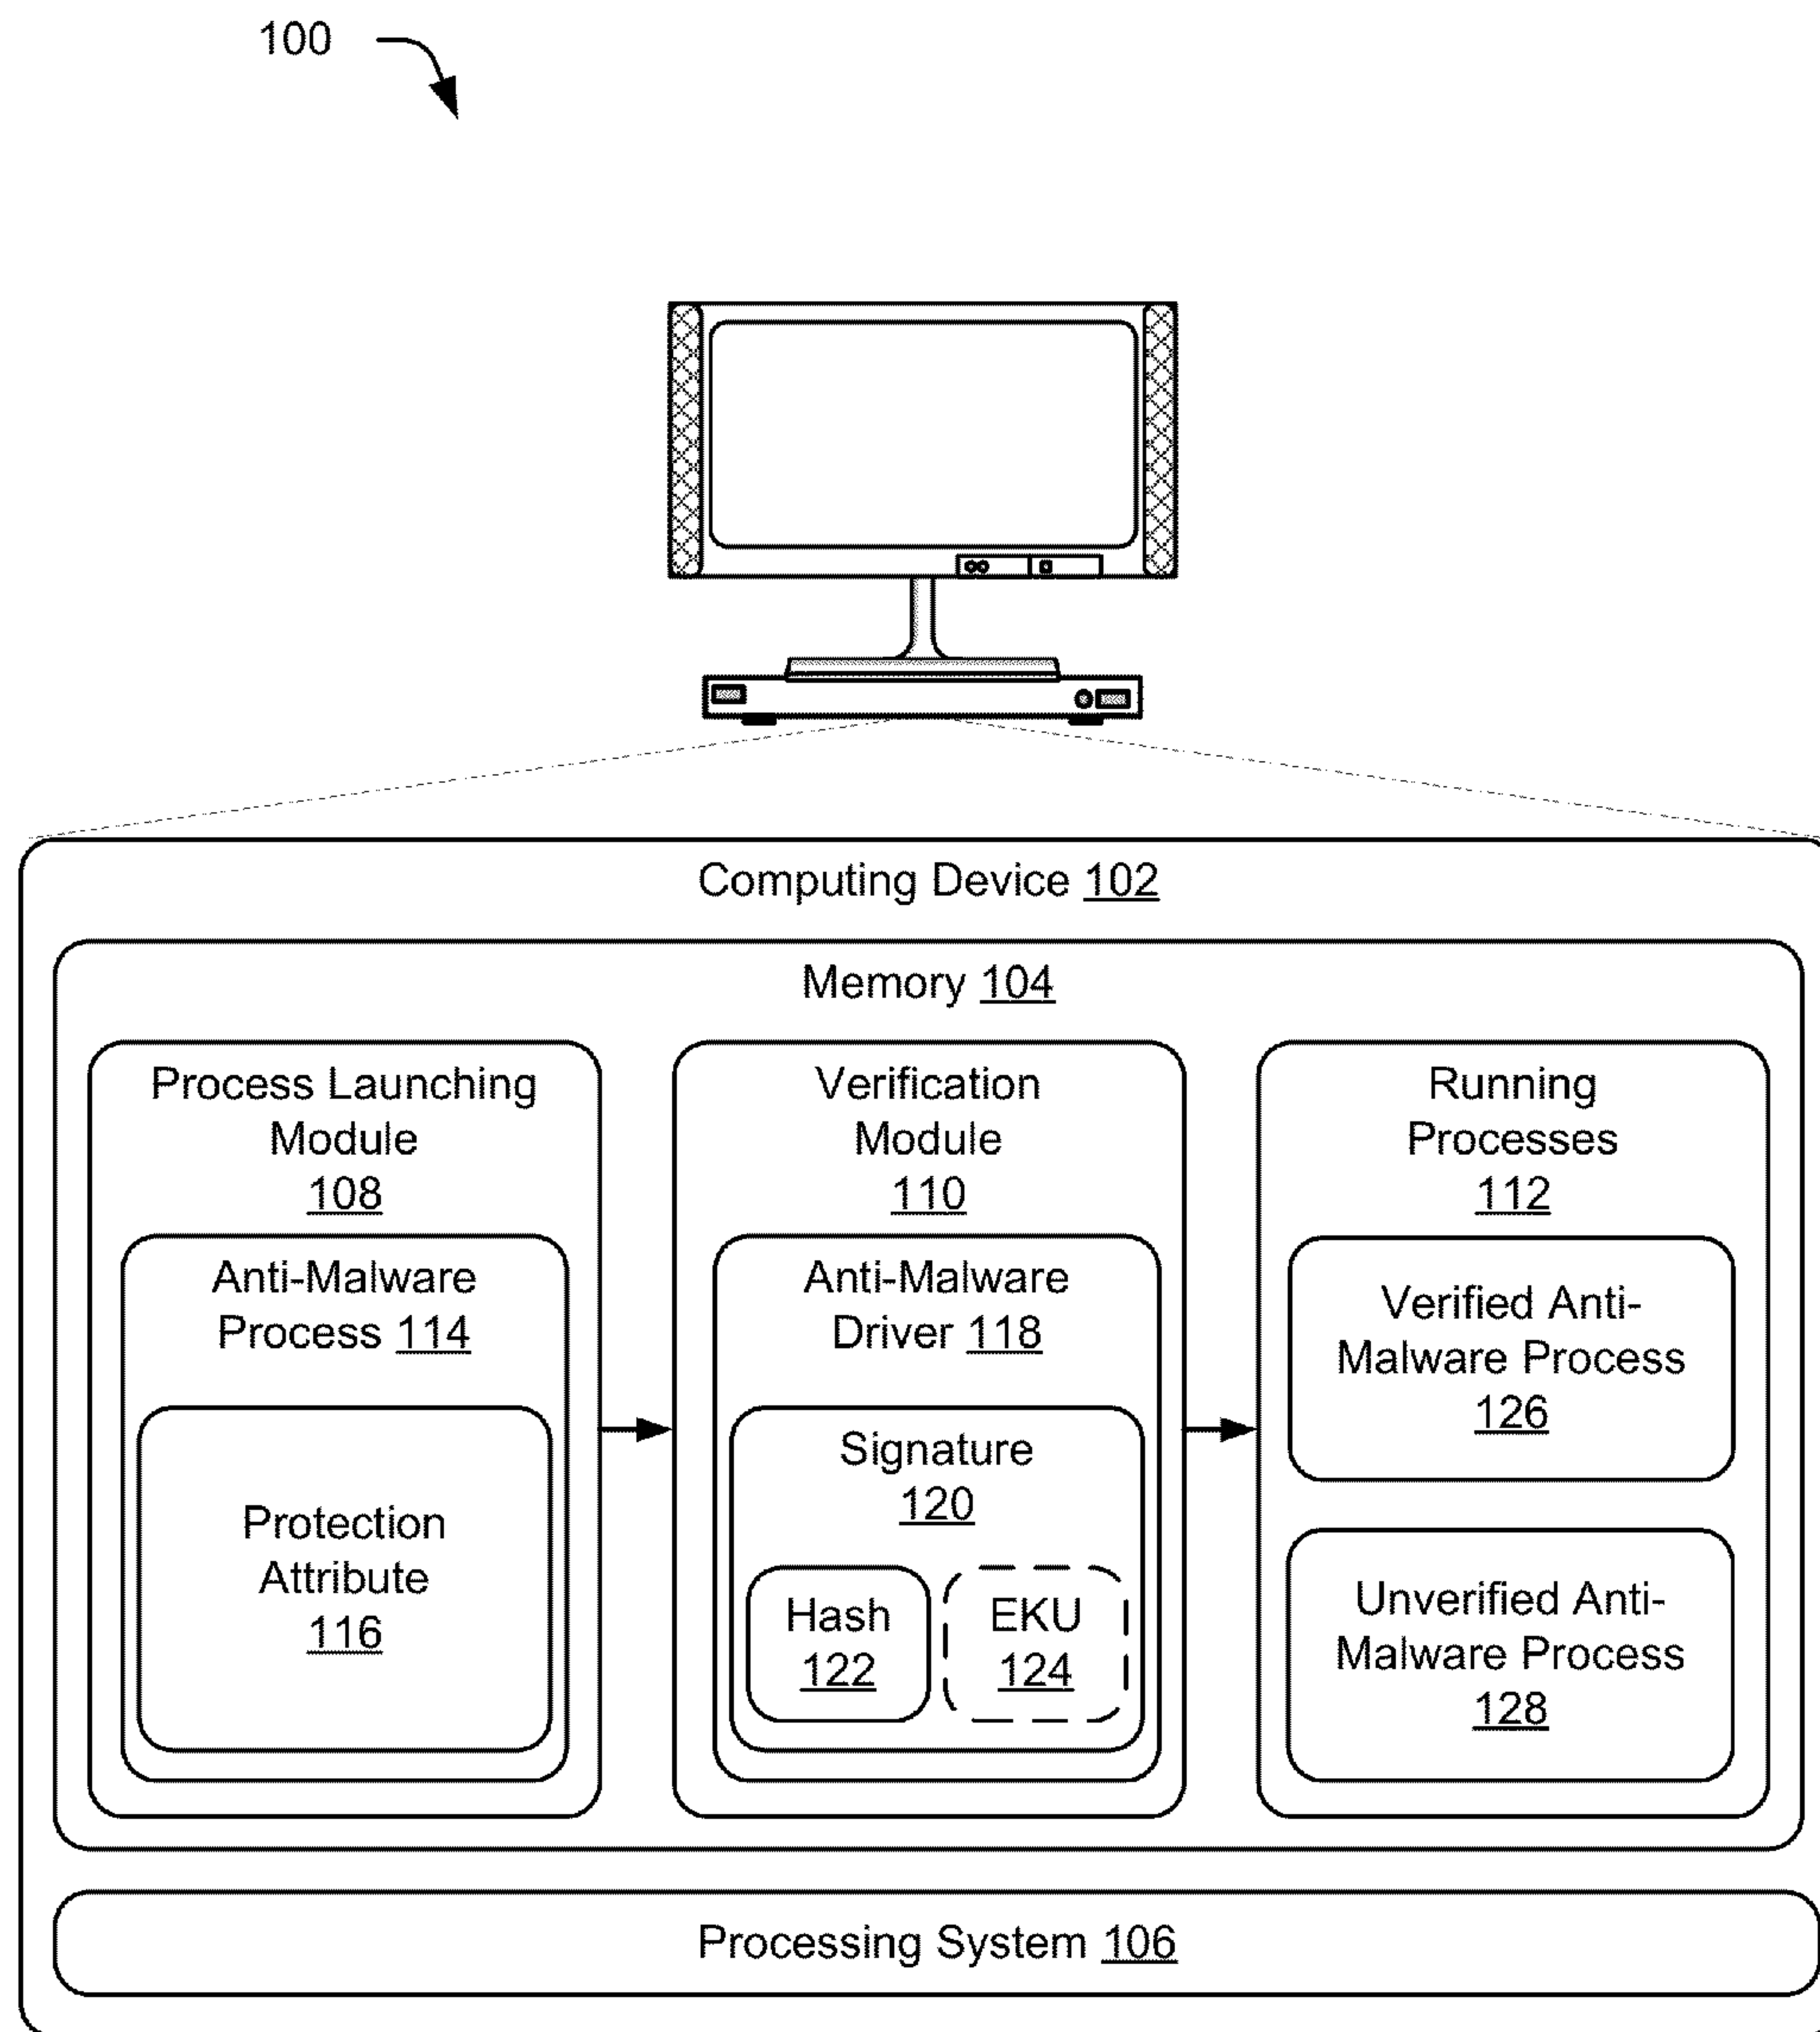 100
Computing Device 102
Memory 104
Process Launching
Module
108
Anti-Malware
Process 114
Protection
Attribute
116
Verification
Module
110
Anti-Malware
Driver 118
Signature
120
Hash
122
EKU
124
Running
Processes
112
Verified Anti-
Malware Process
126
Unverified Anti-
Malware Process
128
Processing System 106